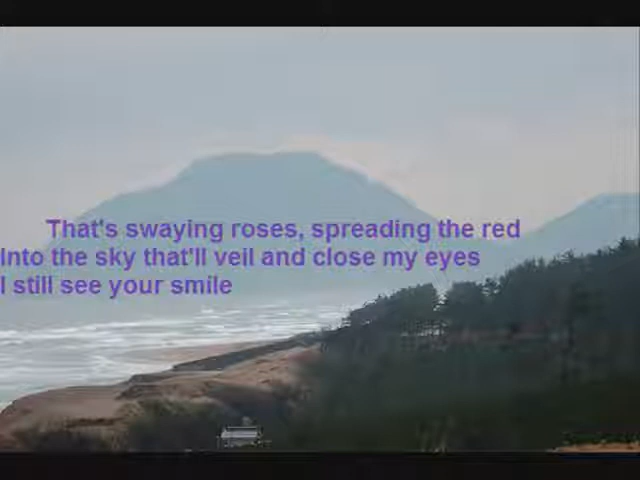 That's swaying roses, spreading the red
Into the sky that'll veil and close my eyes
I still see your smile